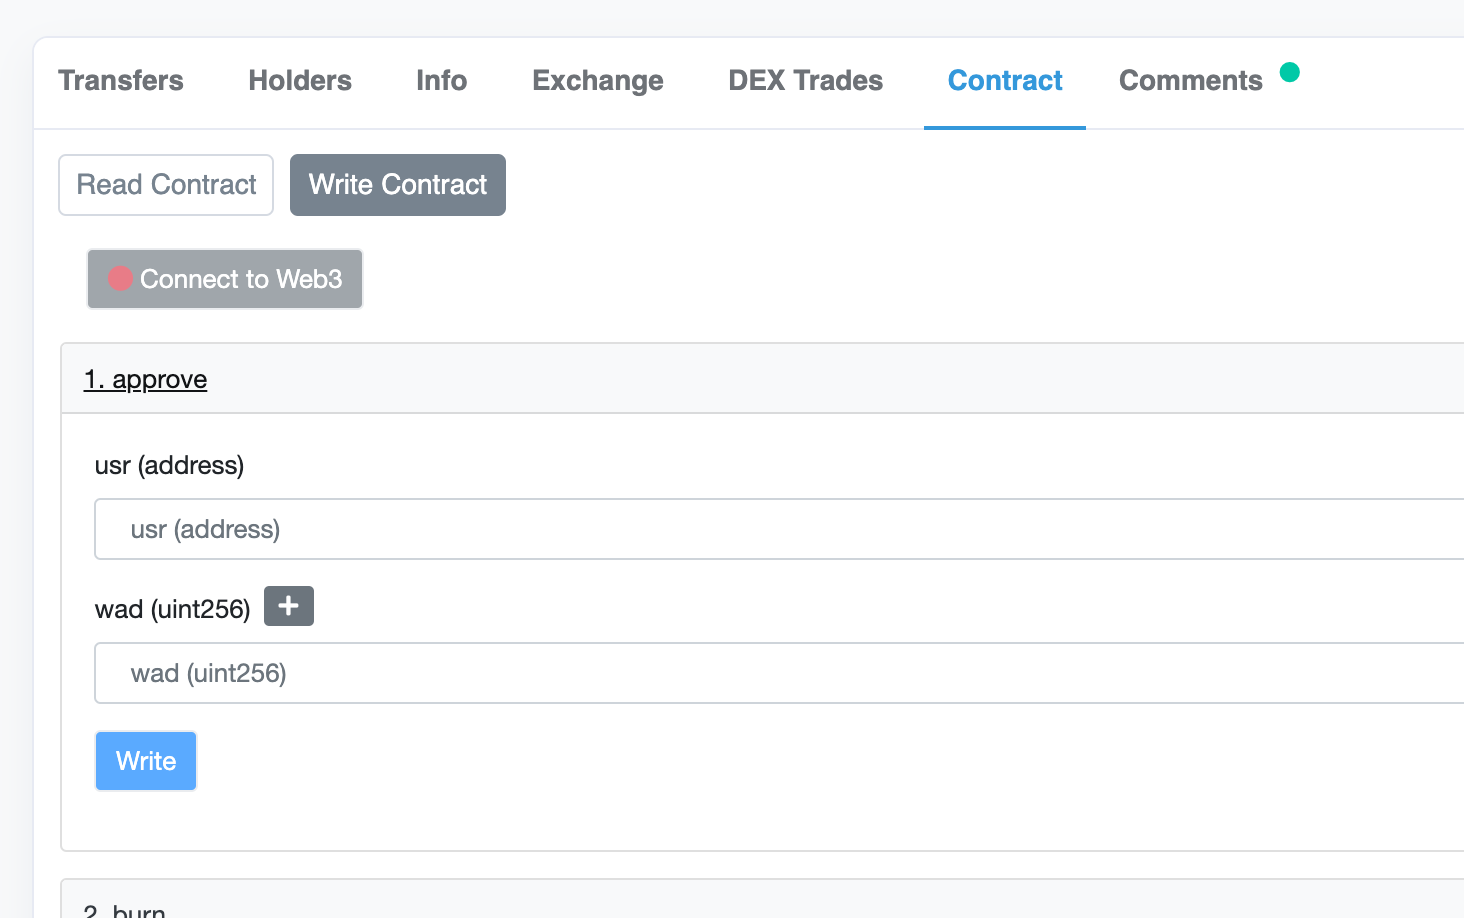 Transfers Holders Info Exchange DEX Trades Contract Comments
Read Contract Write Contract
Connect to Web3
1. approve
usr (address)
usr (address)
wad (uint256) +
wad (uint256)
Write
2. burn